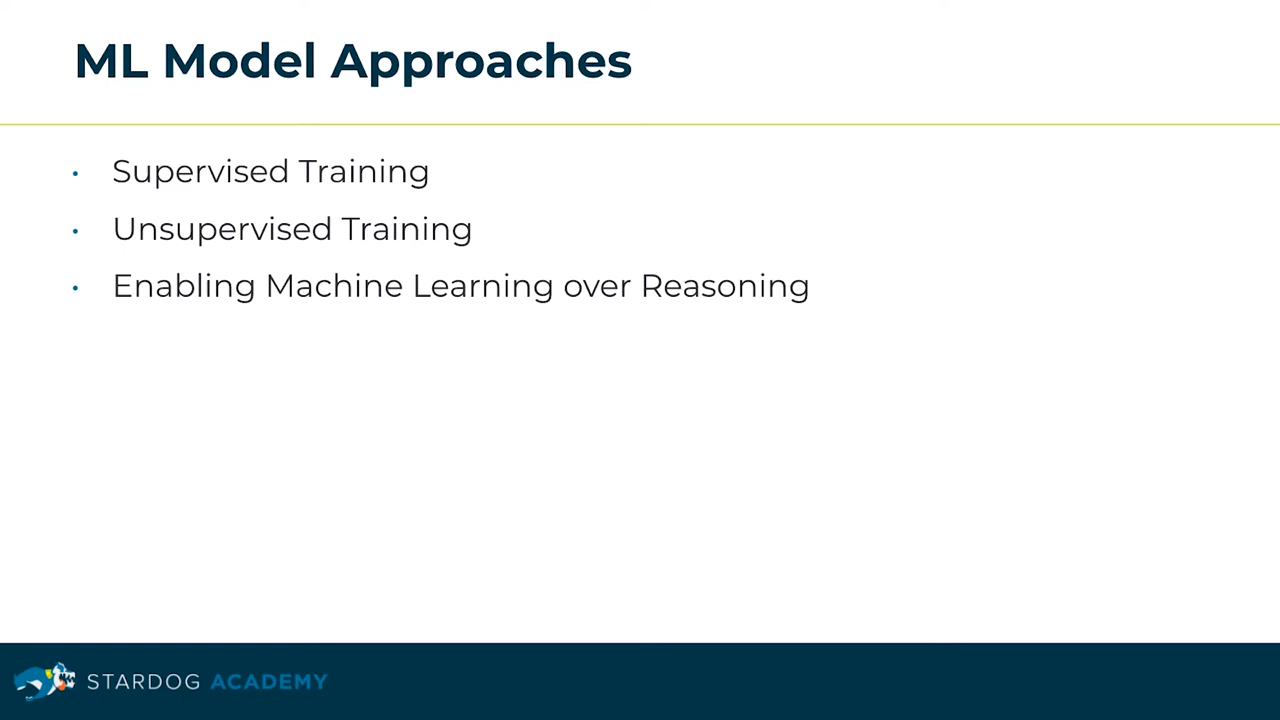 ML Model Approaches
• Supervised Training
• Unsupervised Training
• Enabling Machine Learning over Reasoning
STARDOG ACADEMY